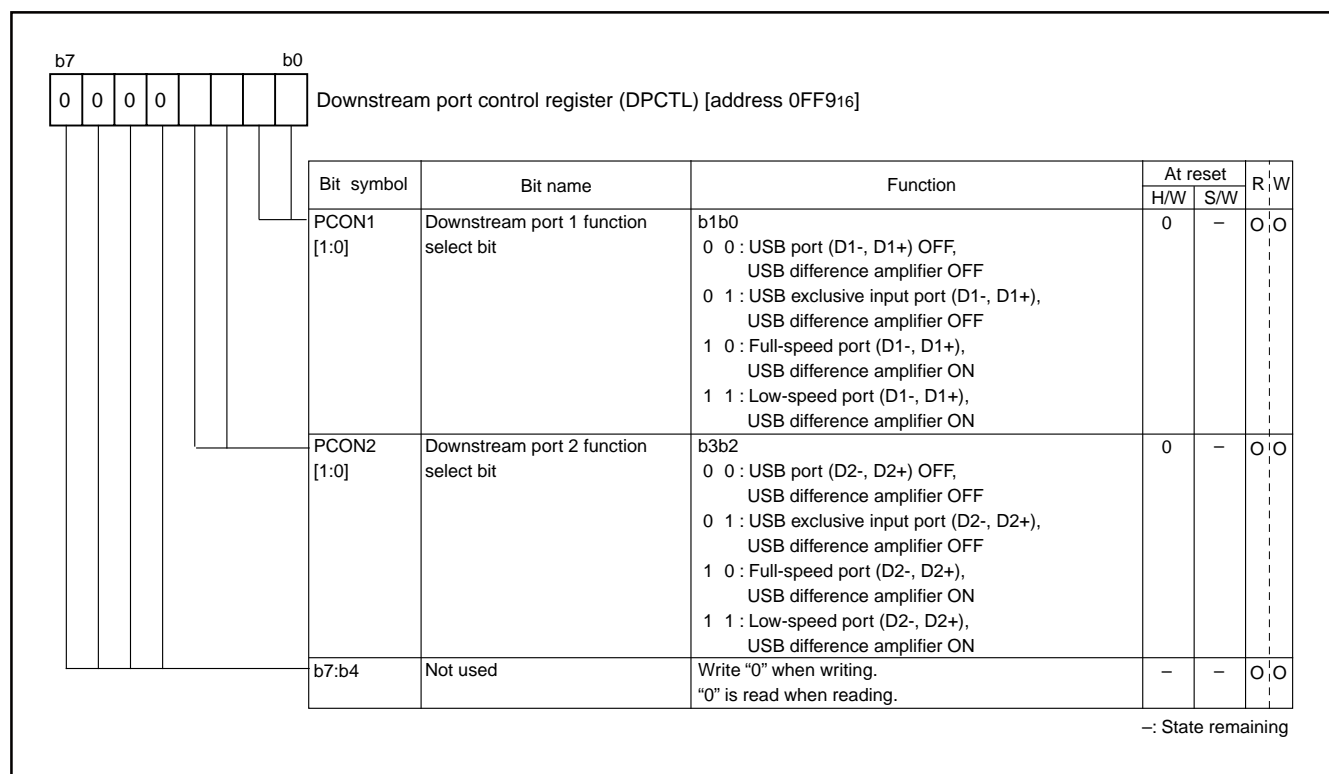 b7 b0
0 0 0 0 Downstream port control register (DPCTL) [address 0FF916]
Bit symbol Bit name Function At reset R W
H/W S/W
PCON1 Downstream port 1 function b1b0 0 – O O
[1:0] select bit 0 0 : USB port (D1-, D1+) OFF,
USB difference amplifier OFF
0 1 : USB exclusive input port (D1-, D1+),
USB difference amplifier OFF
1 0 : Full-speed port (D1-, D1+),
USB difference amplifier ON
1 1 : Low-speed port (D1-, D1+),
USB difference amplifier ON
PCON2 Downstream port 2 function b3b2 0 – O O
[1:0] select bit 0 0 : USB port (D2-, D2+) OFF,
USB difference amplifier OFF
0 1 : USB exclusive input port (D2-, D2+),
USB difference amplifier OFF
1 0 : Full-speed port (D2-, D2+),
USB difference amplifier ON
1 1 : Low-speed port (D2-, D2+),
USB difference amplifier ON
b7:b4 Not used Write “0” when writing. – – O O
“0” is read when reading.
–: State remaining